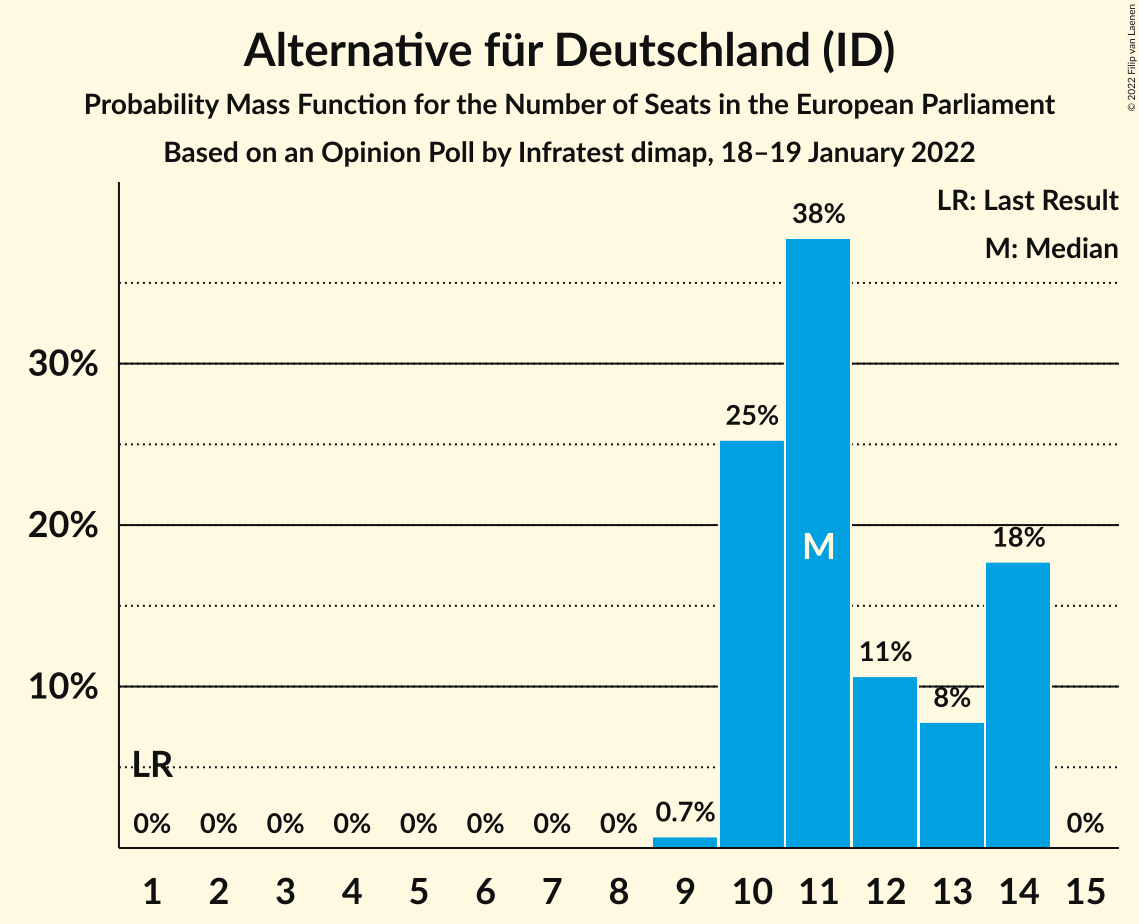 Alternative für Deutschland (ID)
Probability Mass Function for the Number of Seats in the European Parliament
Based on an Opinion Poll by Infratest dimap, 18–19 January 2022
© 2022 Filip van Laenen
LR: Last Result
M: Median
38%
30%
25%
20%
18%
M
11%
10%
8%
LR
0% 0% 0% 0% 0% 0% 0% 0% 0.7% 0%
1 2 3 4 5 6 7 8 9 10 11 12 13 14 15